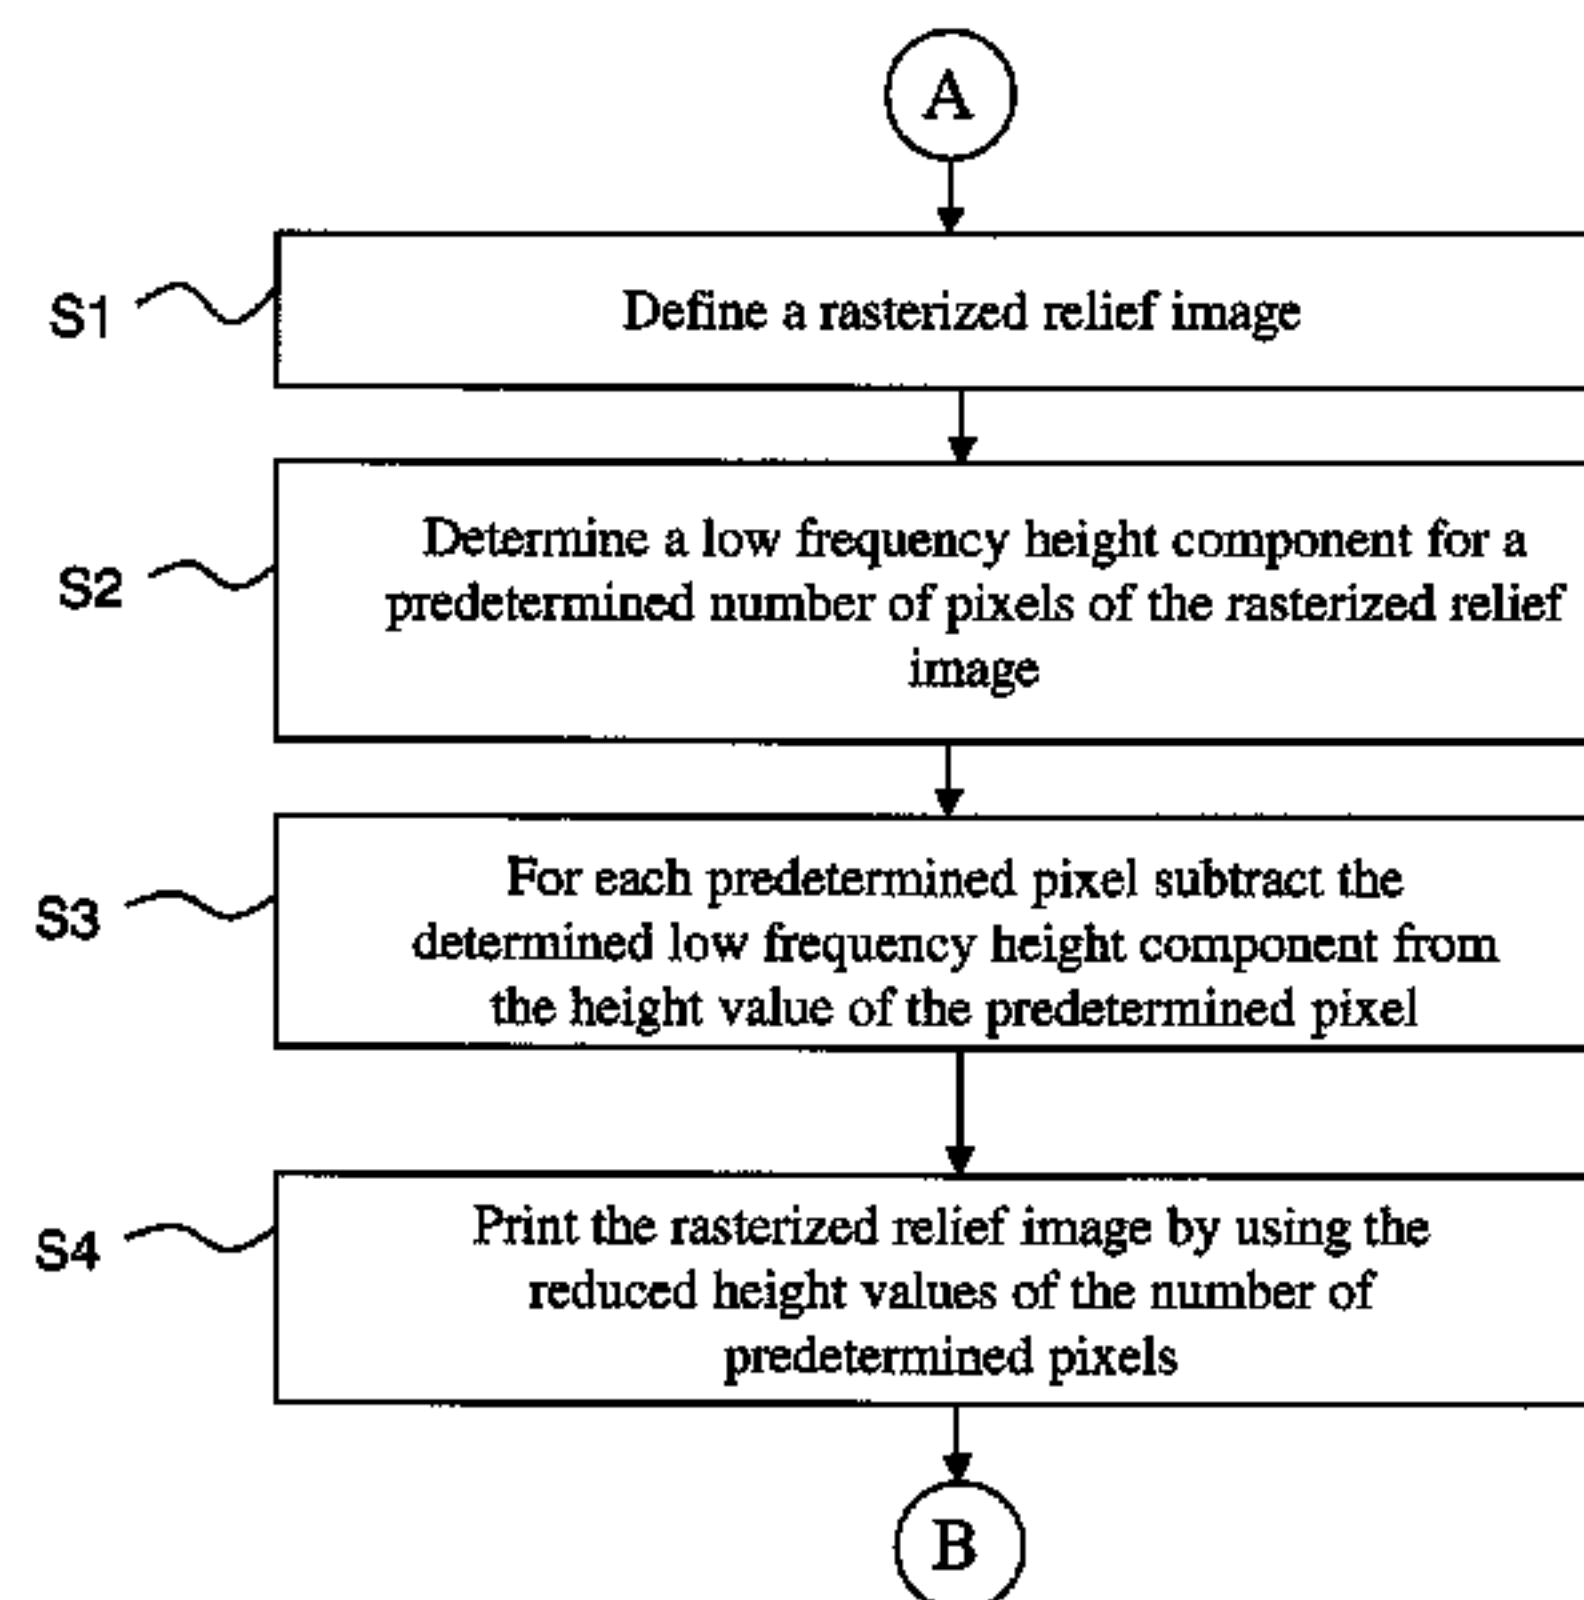 A
S1
Define a rasterized relief image
S2
Determine a low frequency height component for a
predetermined number of pixels of the rasterized relief
image
S3
For each predetermined pixel subtract the
determined low frequency height component from
the height value of the predetermined pixel
S4
Print the rasterized relief image by using the
reduced height values of the number of
predetermined pixels
B